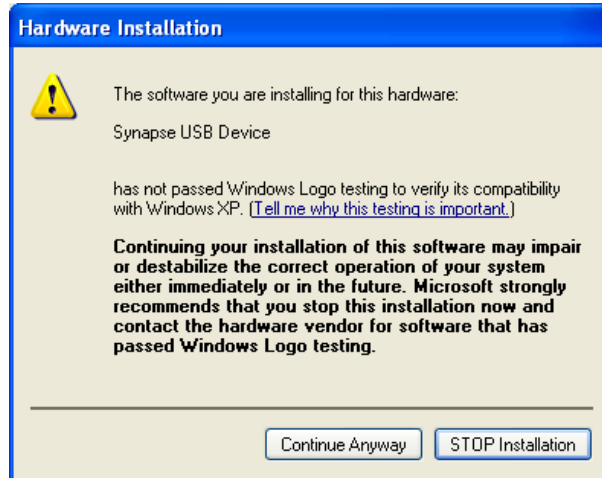 Hardware Installation
The software you are installing for this hardware:
Synapse USB Device
has not passed Windows Logo testing to verify its compatibility
with Windows XP. (Tell me why this testing is important.)
Continuing your installation of this software may impair
or destabilize the correct operation of your system
either immediately or in the future. Microsoft strongly
recommends that you stop this installation now and
contact the hardware vendor for software that has
passed Windows Logo testing.
Continue Anyway
STOP Installation